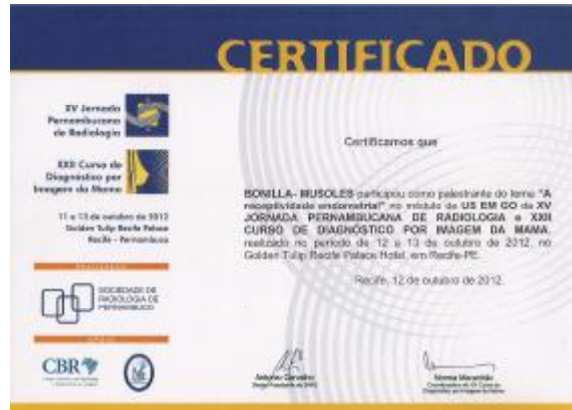 CERTIFICADO
XV Jornada
Pernambucana
de Radiologia
XXII Curso de
Diagnóstico por
Imagem da Mama
11 a 13 de outubro de 2012
Golden Tulip Recife Palace
Recife - Pernambuco
SOCIEDADE DE
RADIOLOGIA DE
PERNAMBUCO
CBR
Certificamos que
BONILLA- MUSOLES participou como palestrante do tema "A
receptividade endometrial" no módulo de US EM GO da XV
JORNADA PERNAMBUCANA DE RADIOLOGIA e XXII
CURSO DE DIAGNÓSTICO POR IMAGEM DA MAMA,
realizado no período de 12 a 13 de outubro de 2012, no
Golden Tulip Recife Palace Hotel, em Recife-PE.
Recife, 12 de outubro de 2012.
Antonio Carvalho
Norma Maranhão